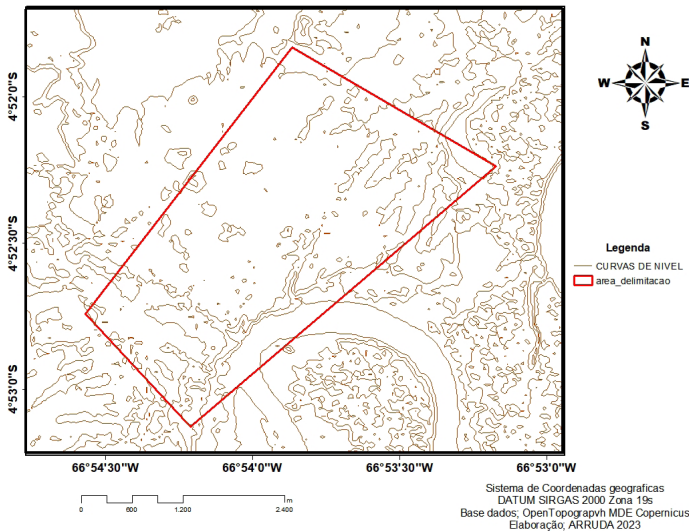 4°52'0"S
4°52'30"S
4°53'0"S
66°54'30"W
66°54'0"W
66°53'30"W
66°53'0"W
N
W
E
S
Legenda
CURVAS DE NIVEL
area_delimitacao
0
600
1.200
2.400
m
Sistema de Coordenadas geograficas
DATUM SIRGAS 2000 Zona 19s
Base dados; OpenTopograph MDE Copernicus
Elaboração; ARRUDA 2023